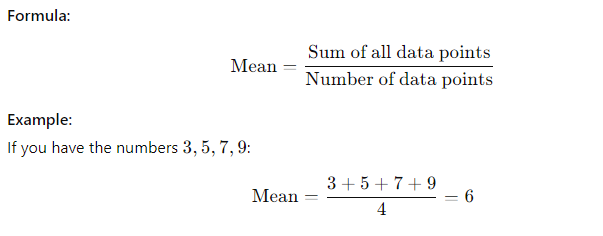 Formula:
Mean = Sum of all data points / Number of data points
Example:
If you have the numbers 3, 5, 7, 9:
Mean = 3 + 5 + 7 + 9 / 4 = 6